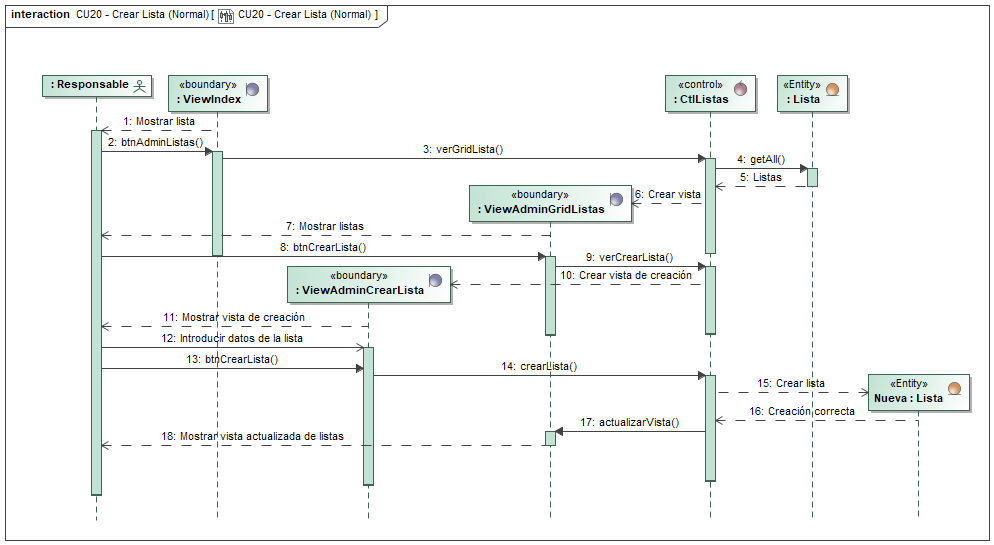 interaction CU20 - Crear Lista (Normal) [ CU20 - Crear Lista (Normal) ]
: Responsable
«boundary»
: ViewIndex
«control»
: CtlListas
«Entity»
: Lista
1: Mostrar lista
2: btnAdminListas()
3: verGridLista()
4: getAll()
5: Listas
«boundary»
: ViewAdminGridListas
6: Crear vista
7: Mostrar listas
8: btnCrearLista()
9: verCrearLista()
«boundary»
: ViewAdminCrearLista
10: Crear vista de creación
11: Mostrar vista de creación
12: Introducir datos de la lista
13: btnCrearLista()
14: crearLista()
15: Crear lista
«Entity»
Nueva : Lista
16: Creación correcta
17: actualizarVista()
18: Mostrar vista actualizada de listas